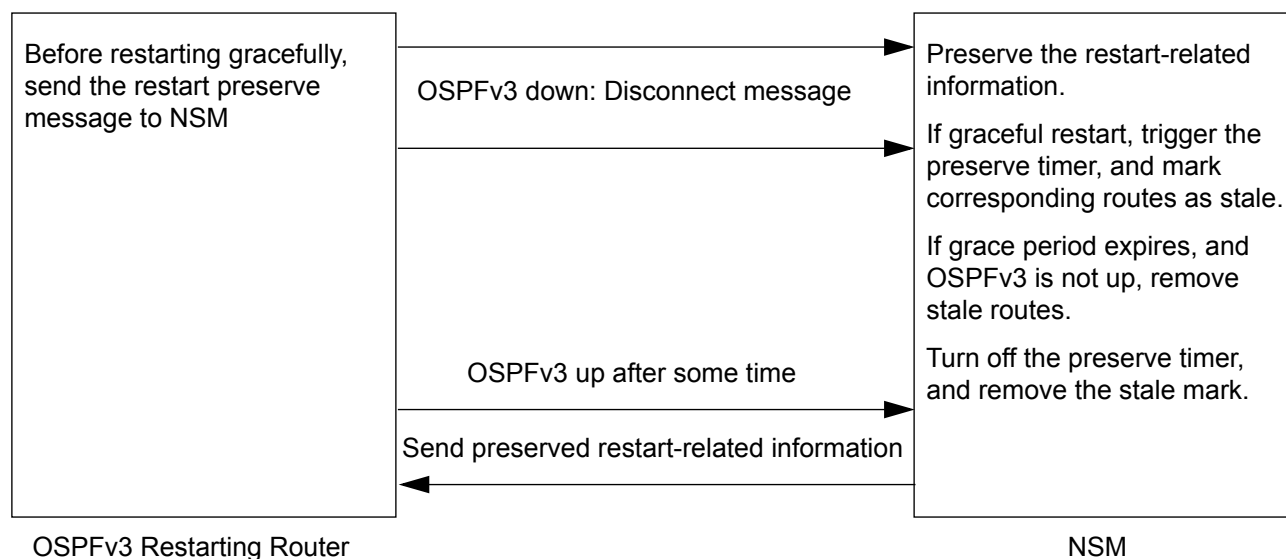 Before restarting gracefully,
send the restart preserve
message to NSM
OSPFv3 down: Disconnect message
OSPFv3 up after some time
Send preserved restart-related information
Preserve the restart-related
information.
If graceful restart, trigger the
preserve timer, and mark
corresponding routes as stale.
If grace period expires, and
OSPFv3 is not up, remove
stale routes.
Turn off the preserve timer,
and remove the stale mark.
OSPFv3 Restarting Router
NSM